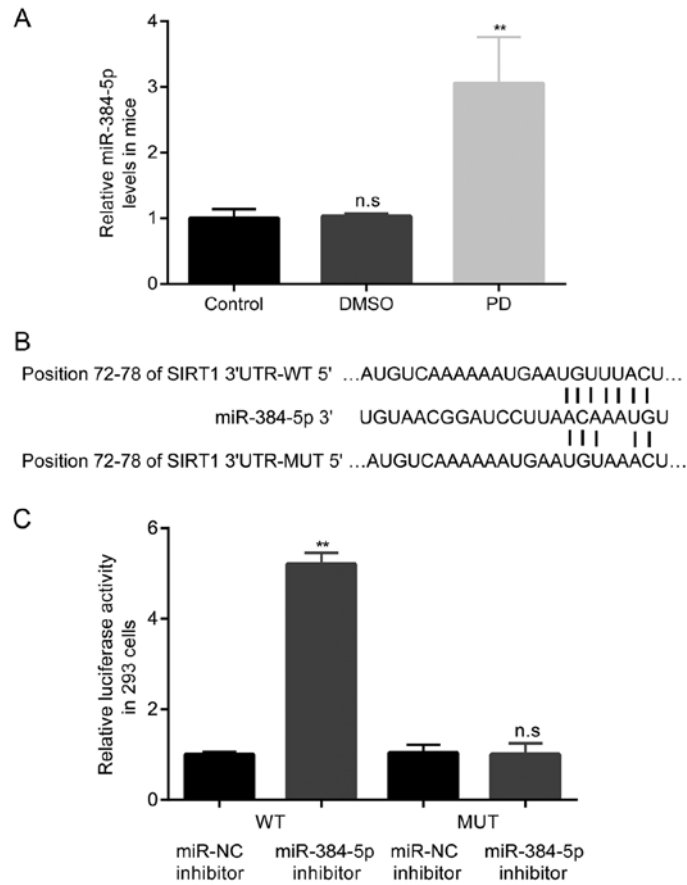 A
Relative miR-384-5p
levels in mice
4
3
2
1
0
n.s
**
Control DMSO PD
B
Position 72-78 of SIRT1 3'UTR-WT 5' ...AUGUCAAAAAAUGAAUGUUUACU...
miR-384-5p 3' UGUAACGGAUCCUUAACAAAUGU
Position 72-78 of SIRT1 3'UTR-MUT 5' ...AUGUCAAAAAAUGAAUGUAAACU...
C
Relative luciferase activity
in 293 cells
6
4
2
0
**
n.s
WT MUT
miR-NC inhibitor miR-384-5p inhibitor miR-NC inhibitor miR-384-5p inhibitor